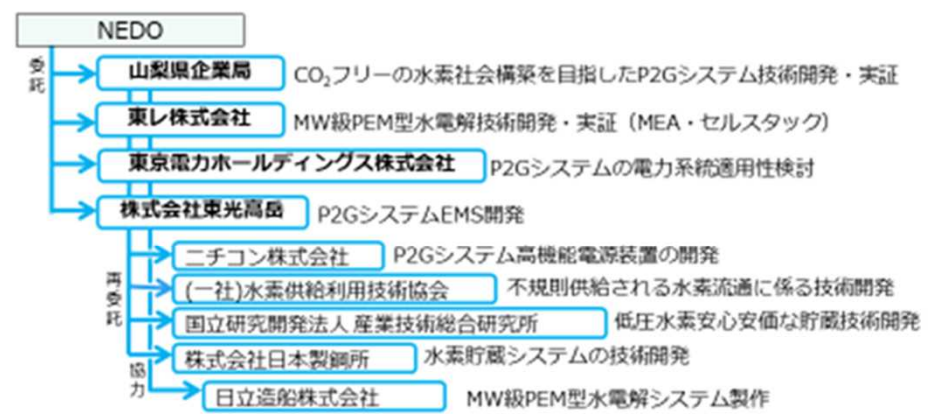 NEDO
受託
山梨県企業局 CO₂フリーの水素社会構築を目指したP2Gシステム技術開発・実証
東レ株式会社 MW級PEM型水電解技術開発・実証（MEA・セルスタック）
東京電力ホールディングス株式会社 P2Gシステムの電力系統適用性検討
株式会社東光高岳 P2GシステムEMS開発
再委託
ニチコン株式会社 P2Gシステム高機能電源装置の開発
(一社)水素供給利用技術協会 不規則供給される水素流通に係る技術開発
国立研究開発法人 産業技術総合研究所 低圧水素安心安価な貯蔵技術開発
株式会社日本製鋼所 水素貯蔵システムの技術開発
協力
日立造船株式会社 MW級PEM型水電解システム製作